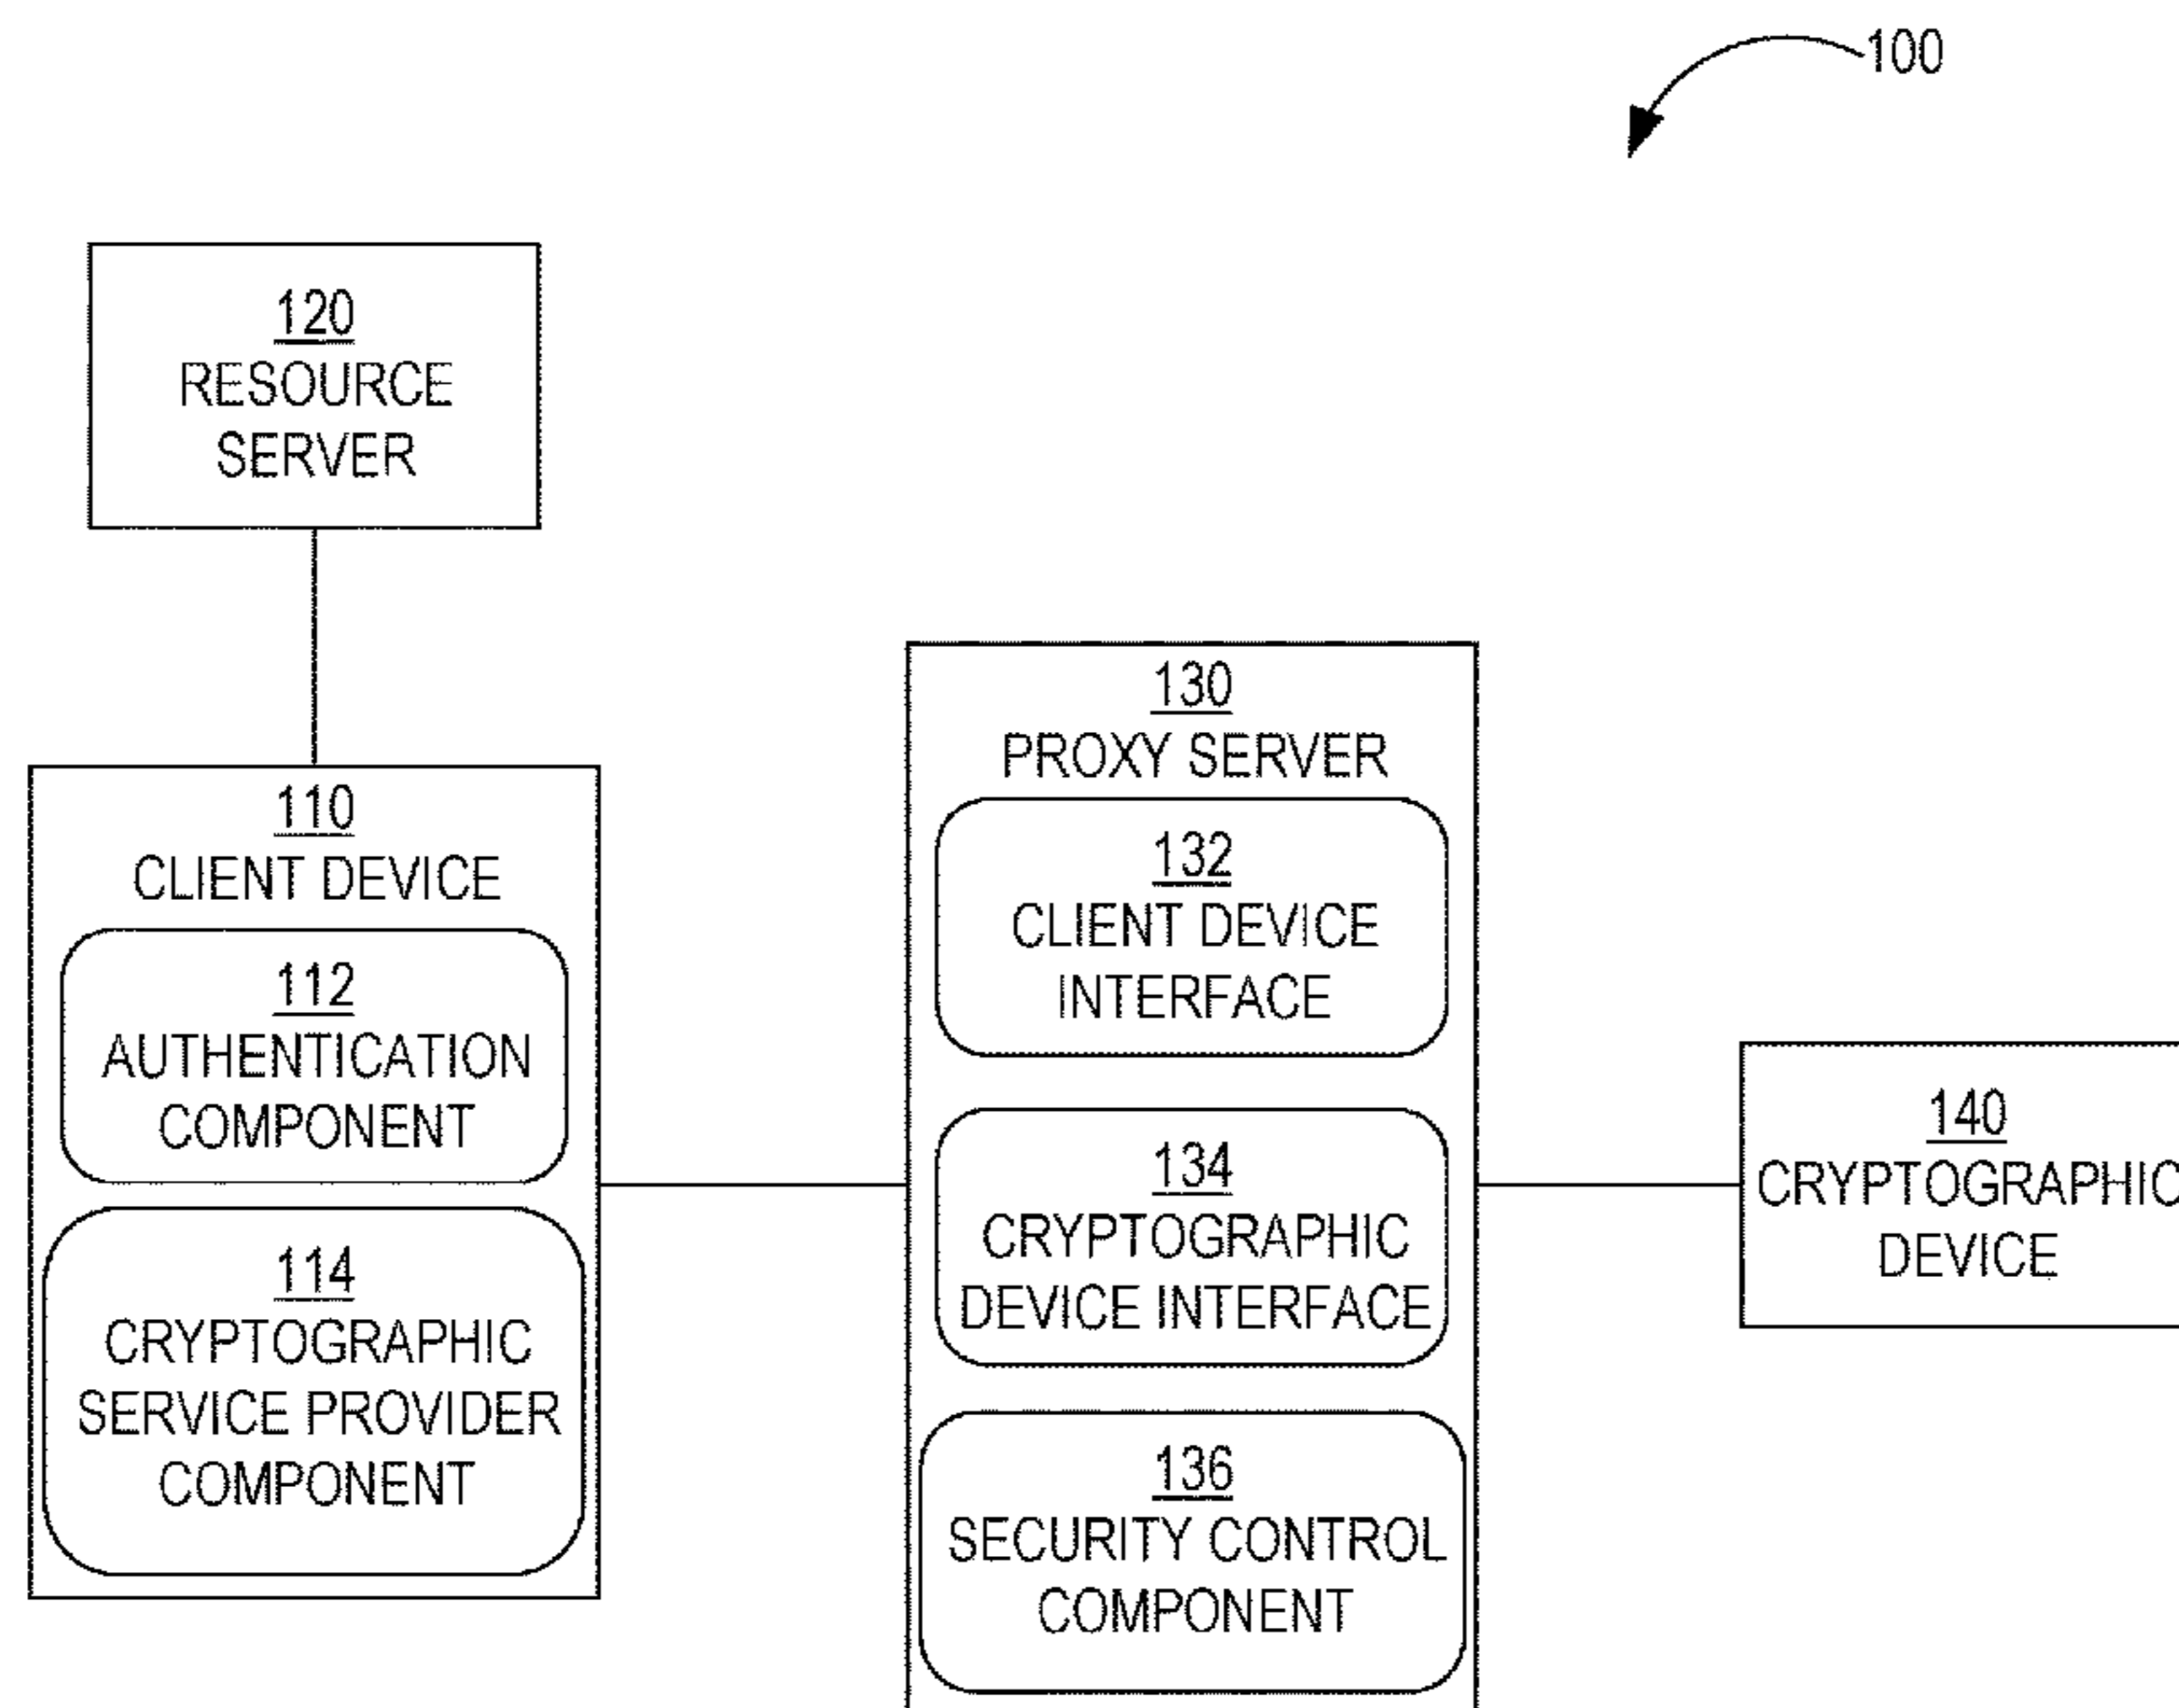 100
120
RESOURCE
SERVER
110
CLIENT DEVICE
112
AUTHENTICATION
COMPONENT
114
CRYPTOGRAPHIC
SERVICE PROVIDER
COMPONENT
130
PROXY SERVER
132
CLIENT DEVICE
INTERFACE
134
CRYPTOGRAPHIC
DEVICE INTERFACE
136
SECURITY CONTROL
COMPONENT
140
CRYPTOGRAPHIC
DEVICE